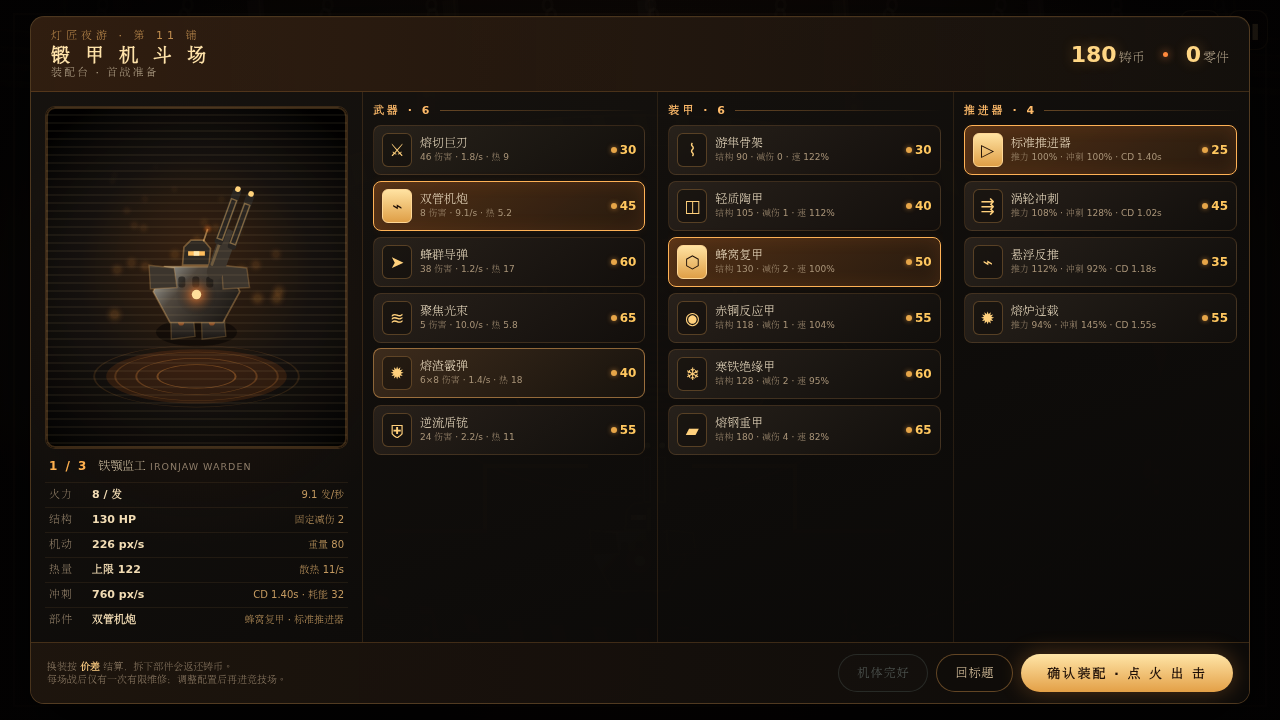 灯匠夜游 · 第 11 铺
锻甲机斗场
装配台 · 首战准备
180 铸币 • 0 零件
1 / 3 铁颚监工 IRONJAW WARDEN
火力 8 / 发 9.1 发/秒
结构 130 HP 固定减伤 2
机动 226 px/s 重量 80
热量 上限 122 散热 11/s
冲刺 760 px/s CD 1.40s · 耗能 32
部件 双管机炮 蜂窝复甲 · 标准推进器
武器 · 6
熔切巨刃 30
46 伤害 · 1.8/s · 热 9
双管机炮 45
8 伤害 · 9.1/s · 热 5.2
蜂群导弹 60
38 伤害 · 1.2/s · 热 17
聚焦光束 65
5 伤害 · 10.0/s · 热 5.8
熔渣霰弹 40
6×8 伤害 · 1.4/s · 热 18
逆流盾铳 55
24 伤害 · 2.2/s · 热 11
装甲 · 6
游隼骨架 30
结构 90 · 减伤 0 · 速 122%
轻质陶甲 40
结构 105 · 减伤 1 · 速 112%
蜂窝复甲 50
结构 130 · 减伤 2 · 速 100%
赤铜反应甲 55
结构 118 · 减伤 1 · 速 104%
寒铁绝缘甲 60
结构 128 · 减伤 2 · 速 95%
熔钢重甲 65
结构 180 · 减伤 4 · 速 82%
推进器 · 4
标准推进器 25
推力 100% · 冲刺 100% · CD 1.40s
涡轮冲刺 45
推力 108% · 冲刺 128% · CD 1.02s
悬浮反推 35
推力 112% · 冲刺 92% · CD 1.18s
熔炉过载 55
推力 94% · 冲刺 145% · CD 1.55s
换装按 价差 结算，拆下部件会返还铸币。
每场战后仅有一次有限维修；调整配置后再进竞技场。
机体完好
回标题
确认装配 · 点火出击